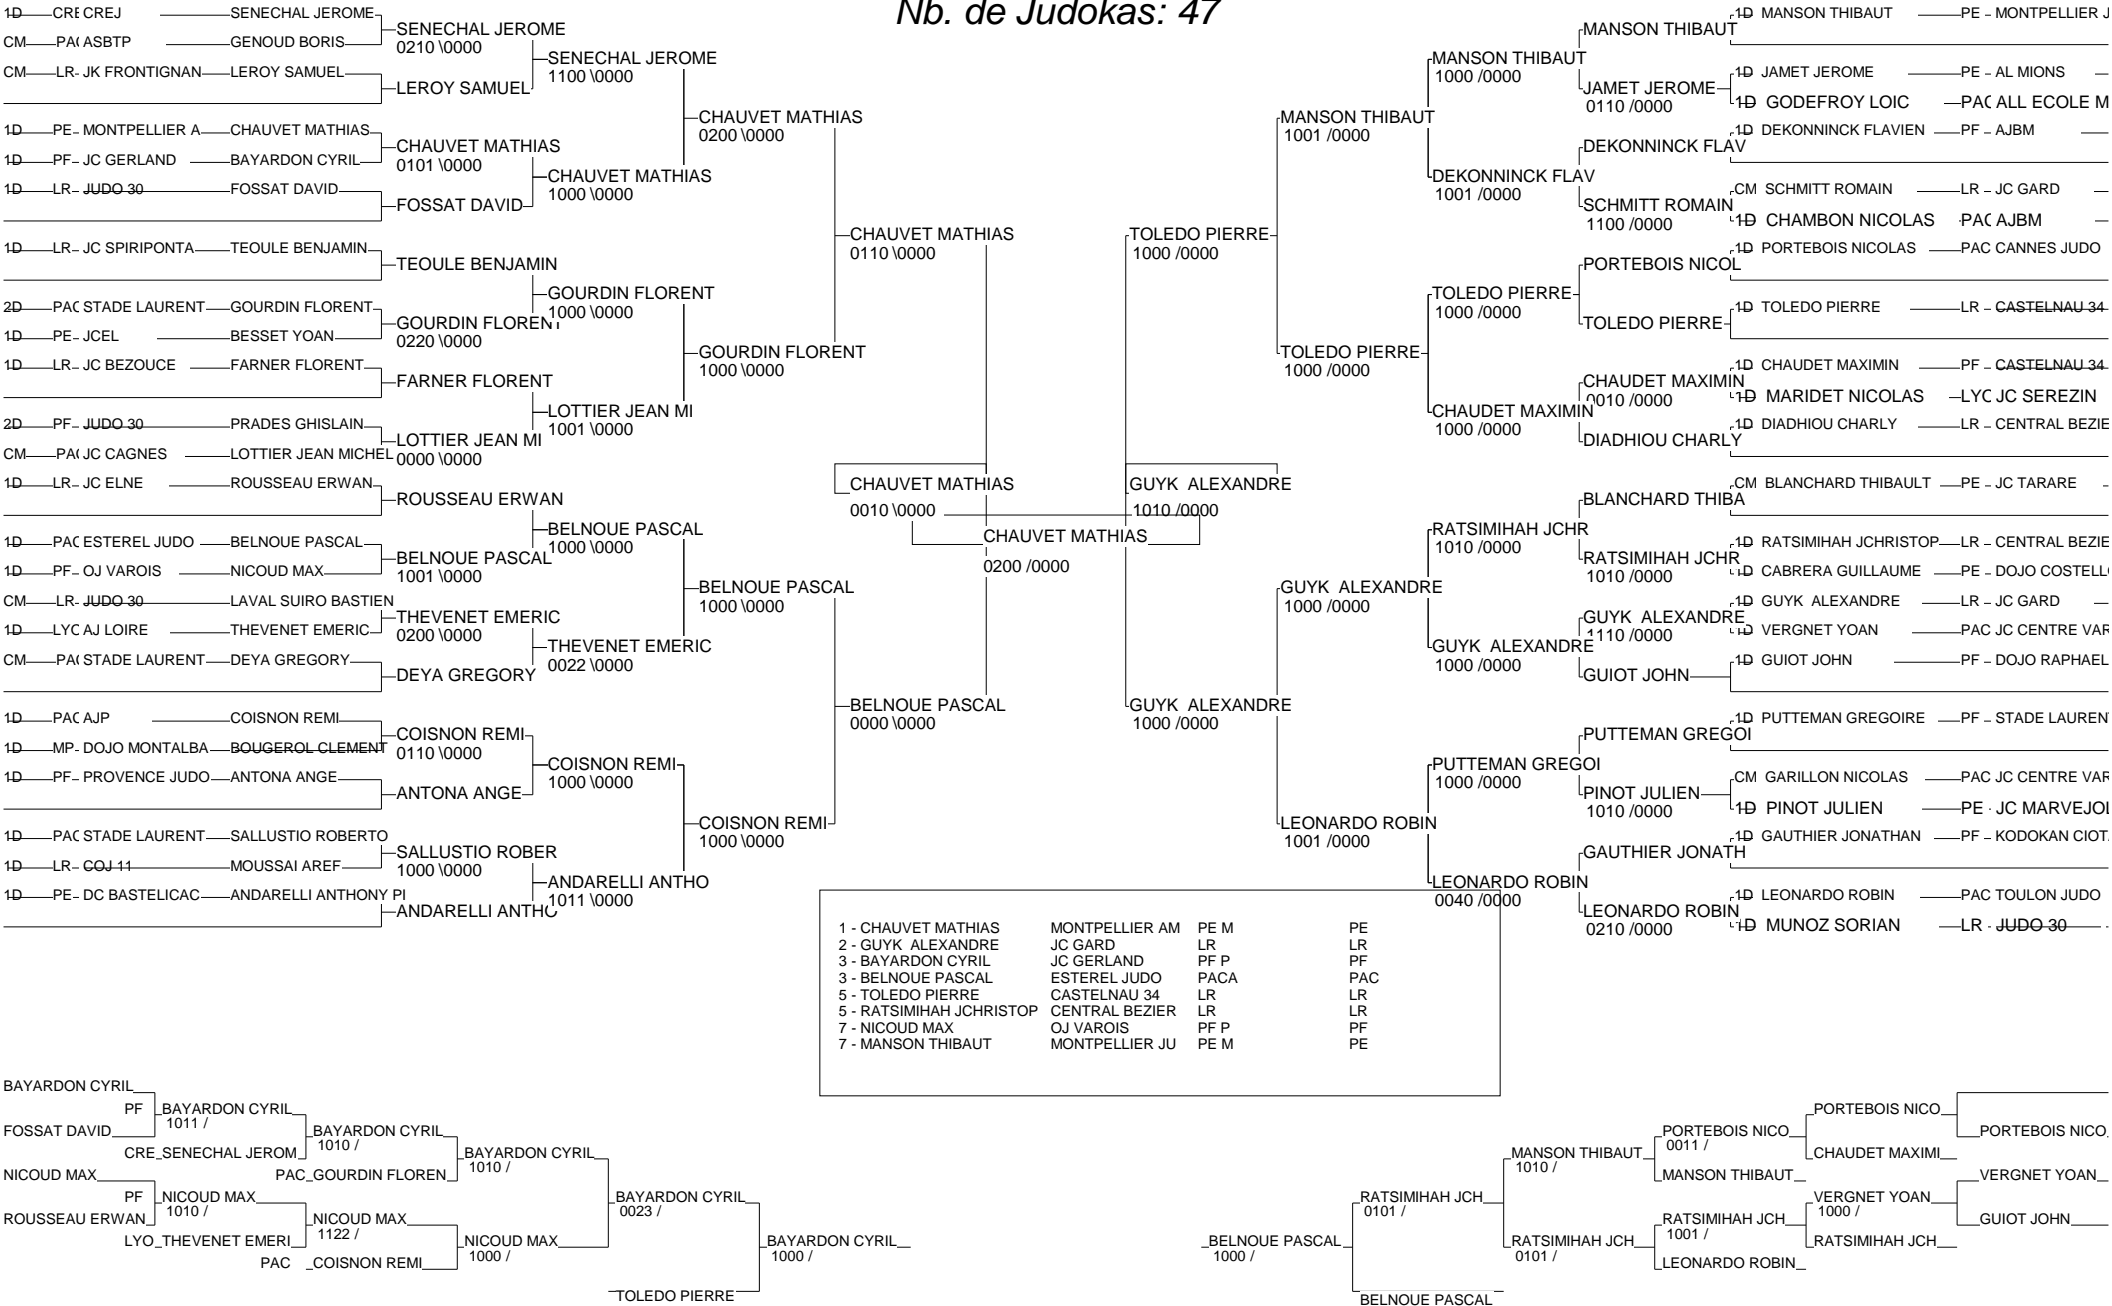 Nb. de Judokas: 47
1D CRE CREJ SENECHAL JEROME
CM PAC ASBTP GENOUD BORIS
CM LR- JK FRONTIGNAN LEROY SAMUEL
1D PE- MONTPELLIER A CHAUVET MATHIAS
1D PF- JC GERLAND BAYARDON CYRIL
1D LR- JUDO 30 FOSSAT DAVID
1D LR- JC SPIRIPONTA TEOULE BENJAMIN
2D PAC STADE LAURENT GOURDIN FLORENT
1D PE- JCEL BESSET YOAN
1D LR- JC BEZOUCE FARNER FLORENT
2D PF- JUDO 30 PRADES GHISLAIN
CM PAC JC CAGNES LOTTIER JEAN MICHEL
1D LR- JC ELNE ROUSSEAU ERWAN
1D PAC ESTEREL JUDO BELNOUE PASCAL
1D PF- OJ VAROIS NICOUD MAX
CM LR- JUDO 30 LAVAL SUIRO BASTIEN
1D LYC AJ LOIRE THEVENET EMERIC
CM PAC STADE LAURENT DEYA GREGORY
1D PAC AJP COISNON REMI
1D MP- DOJO MONTALBA BOUGEROL CLEMENT
1D PF- PROVENCE JUDO ANTONA ANGE
1D PAC STADE LAURENT SALLUSTIO ROBERTO
1D LR- COJ 11 MOUSSAI AREF
1D PE- DC BASTELICAC ANDARELLI ANTHONY PI
SENECHAL JEROME
0210 \0000
LEROY SAMUEL
CHAUVET MATHIAS
0101 \0000
FOSSAT DAVID
TEOULE BENJAMIN
GOURDIN FLORENT
0220 \0000
FARNER FLORENT
LOTTIER JEAN MI
0000 \0000
ROUSSEAU ERWAN
BELNOUE PASCAL
1001 \0000
THEVENET EMERIC
0200 \0000
DEYA GREGORY
COISNON REMI
0110 \0000
ANTONA ANGE
SALLUSTIO ROBER
1000 \0000
ANDARELLI ANTHO
SENECHAL JEROME
1100 \0000
CHAUVET MATHIAS
1000 \0000
GOURDIN FLORENT
1000 \0000
LOTTIER JEAN MI
1001 \0000
BELNOUE PASCAL
1000 \0000
THEVENET EMERIC
0022 \0000
COISNON REMI
1000 \0000
ANDARELLI ANTHO
1011 \0000
CHAUVET MATHIAS
0200 \0000
GOURDIN FLORENT
1000 \0000
BELNOUE PASCAL
1000 \0000
COISNON REMI
1000 \0000
CHAUVET MATHIAS
0110 \0000
BELNOUE PASCAL
0000 \0000
CHAUVET MATHIAS
0010 \0000
CHAUVET MATHIAS
0200 /0000
GUYK ALEXANDRE
1010 /0000
TOLEDO PIERRE
1000 /0000
GUYK ALEXANDRE
1000 /0000
MANSON THIBAUT
1001 /0000
TOLEDO PIERRE
1000 /0000
GUYK ALEXANDRE
1000 /0000
LEONARDO ROBIN
1001 /0000
MANSON THIBAUT
1000 /0000
DEKONNINCK FLAV
1001 /0000
TOLEDO PIERRE
1000 /0000
CHAUDET MAXIMIN
1000 /0000
RATSIMIHAH JCHR
1010 /0000
GUYK ALEXANDRE
1000 /0000
PUTTEMAN GREGOI
1000 /0000
LEONARDO ROBIN
0040 /0000
MANSON THIBAUT
JAMET JEROME
0110 /0000
DEKONNINCK FLAV
SCHMITT ROMAIN
1100 /0000
PORTEBOIS NICOL
TOLEDO PIERRE
CHAUDET MAXIMIN
0010 /0000
DIADHIOU CHARLY
BLANCHARD THIBA
RATSIMIHAH JCHR
1010 /0000
GUYK ALEXANDRE
1110 /0000
GUIOT JOHN
PUTTEMAN GREGOI
PINOT JULIEN
1010 /0000
GAUTHIER JONATH
LEONARDO ROBIN
0210 /0000
1D MANSON THIBAUT PE - MONTPELLIER J
1D JAMET JEROME PE - AL MIONS
1D GODEFROY LOIC PAC ALL ECOLE M
1D DEKONNINCK FLAVIEN PF - AJBM
CM SCHMITT ROMAIN LR - JC GARD
1D CHAMBON NICOLAS PAC AJBM
1D PORTEBOIS NICOLAS PAC CANNES JUDO
1D TOLEDO PIERRE LR - CASTELNAU 34
1D CHAUDET MAXIMIN PF - CASTELNAU 34
1D MARIDET NICOLAS LYC JC SEREZIN
1D DIADHIOU CHARLY LR - CENTRAL BEZIE
CM BLANCHARD THIBAULT PE - JC TARARE
1D RATSIMIHAH JCHRISTOP LR - CENTRAL BEZIE
1D CABRERA GUILLAUME PE - DOJO COSTELLO
1D GUYK ALEXANDRE LR - JC GARD
1D VERGNET YOAN PAC JC CENTRE VAR
1D GUIOT JOHN PF - DOJO RAPHAEL
1D PUTTEMAN GREGOIRE PF - STADE LAURENT
CM GARILLON NICOLAS PAC JC CENTRE VAR
1D PINOT JULIEN PE - JC MARVEJOL
1D GAUTHIER JONATHAN PF - KODOKAN CIOT
1D LEONARDO ROBIN PAC TOULON JUDO
1D MUNOZ SORIAN LR - JUDO 30
1 - CHAUVET MATHIAS MONTPELLIER AM PE M PE
2 - GUYK ALEXANDRE JC GARD LR LR
3 - BAYARDON CYRIL JC GERLAND PF P PF
3 - BELNOUE PASCAL ESTEREL JUDO PACA PAC
5 - TOLEDO PIERRE CASTELNAU 34 LR LR
5 - RATSIMIHAH JCHRISTOP CENTRAL BEZIER LR LR
7 - NICOUD MAX OJ VAROIS PF P PF
7 - MANSON THIBAUT MONTPELLIER JU PE M PE
BAYARDON CYRIL
FOSSAT DAVID
NICOUD MAX
ROUSSEAU ERWAN
PF BAYARDON CYRIL
1011 /
CRE SENECHAL JEROM
PF NICOUD MAX
1010 /
LYO THEVENET EMERI
BAYARDON CYRIL
1010 /
PAC GOURDIN FLOREN
NICOUD MAX
1122 /
PAC COISNON REMI
BAYARDON CYRIL
1010 /
NICOUD MAX
1000 /
BAYARDON CYRIL
0023 /
TOLEDO PIERRE
BAYARDON CYRIL
1000 /
BELNOUE PASCAL
1000 /
RATSIMIHAH JCH
0101 /
BELNOUE PASCAL
MANSON THIBAUT
1010 /
RATSIMIHAH JCH
0101 /
PORTEBOIS NICO
0011 /
MANSON THIBAUT
RATSIMIHAH JCH
1001 /
LEONARDO ROBIN
PORTEBOIS NICO
CHAUDET MAXIMI
VERGNET YOAN
1000 /
RATSIMIHAH JCH
PORTEBOIS NICO
VERGNET YOAN
GUIOT JOHN